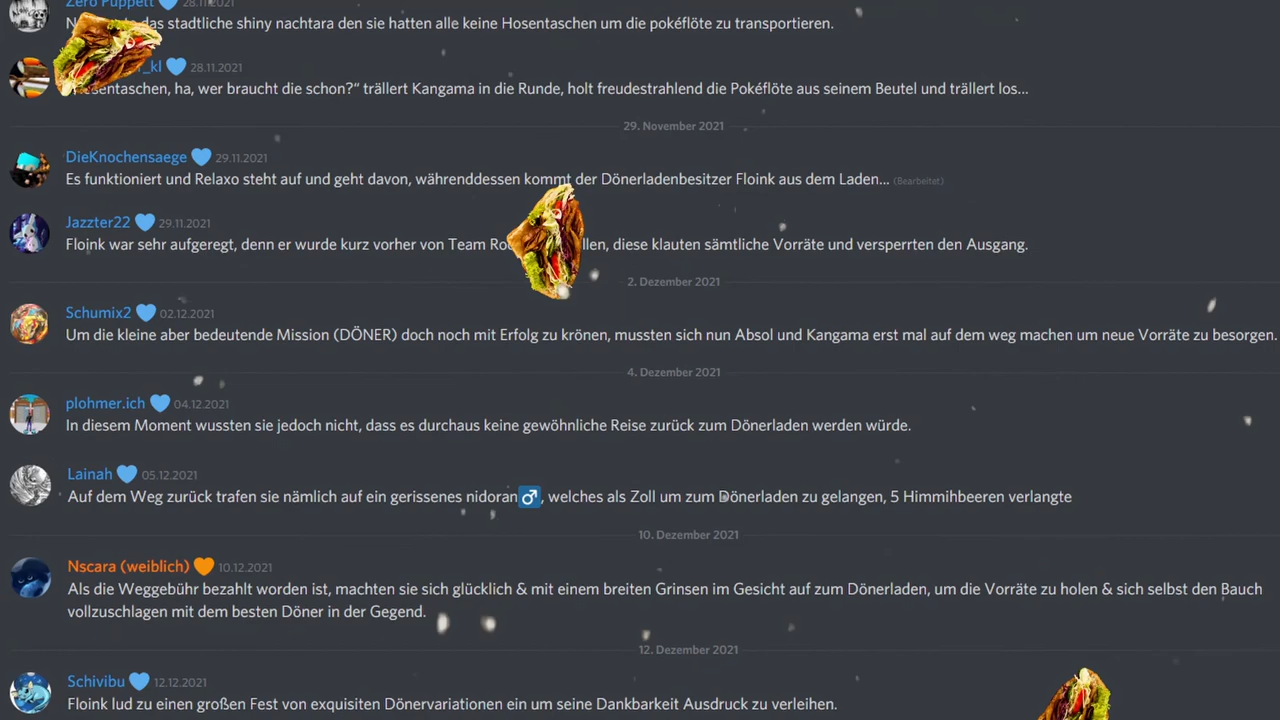 Zero Puppett 28.11.2021
das stadtliche shiny nachtara den sie hatten alle keine Hosentaschen um die pokéflöte zu transportieren.
_kl 28.11.2021
sentaschen, ha, wer braucht die schon?“ trällert Kangama in die Runde, holt freudestrahlend die Pokéflöte aus seinem Beutel und trällert los...
29. November 2021
DieKnochensaege 29.11.2021
Es funktioniert und Relaxo steht auf und geht davon, währenddessen kommt der Dönerladenbesitzer Floink aus dem Laden... (Bearbeitet)
Jazzter22 29.11.2021
Floink war sehr aufgeregt, denn er wurde kurz vorher von Team llen, diese klauten sämtliche Vorräte und versperrten den Ausgang.
2. Dezember 2021
Schumix2 02.12.2021
Um die kleine aber bedeutende Mission (DÖNER) doch noch mit Erfolg zu krönen, mussten sich nun Absol und Kangama erst mal auf dem weg machen um neue Vorräte zu besorgen.
4. Dezember 2021
plohmer.ich 04.12.2021
In diesem Moment wussten sie jedoch nicht, dass es durchaus keine gewöhnliche Reise zurück zum Dönerladen werden würde.
Lainah 05.12.2021
Auf dem Weg zurück trafen sie nämlich auf ein gerissenes nidoran♂, welches als Zoll um zum Dönerladen zu gelangen, 5 Himmihbeeren verlangte
10. Dezember 2021
Nscara (weiblich) 10.12.2021
Als die Weggebühr bezahlt worden ist, machten sie sich glücklich & mit einem breiten Grinsen im Gesicht auf zum Dönerladen, um die Vorräte zu holen & sich selbst den Bauch
vollzuschlagen mit dem besten Döner in der Gegend.
12. Dezember 2021
Schivibu 12.12.2021
Floink lud zu einen großen Fest von exquisiten Dönervariationen ein um seine Dankbarkeit Ausdruck zu verleihen.